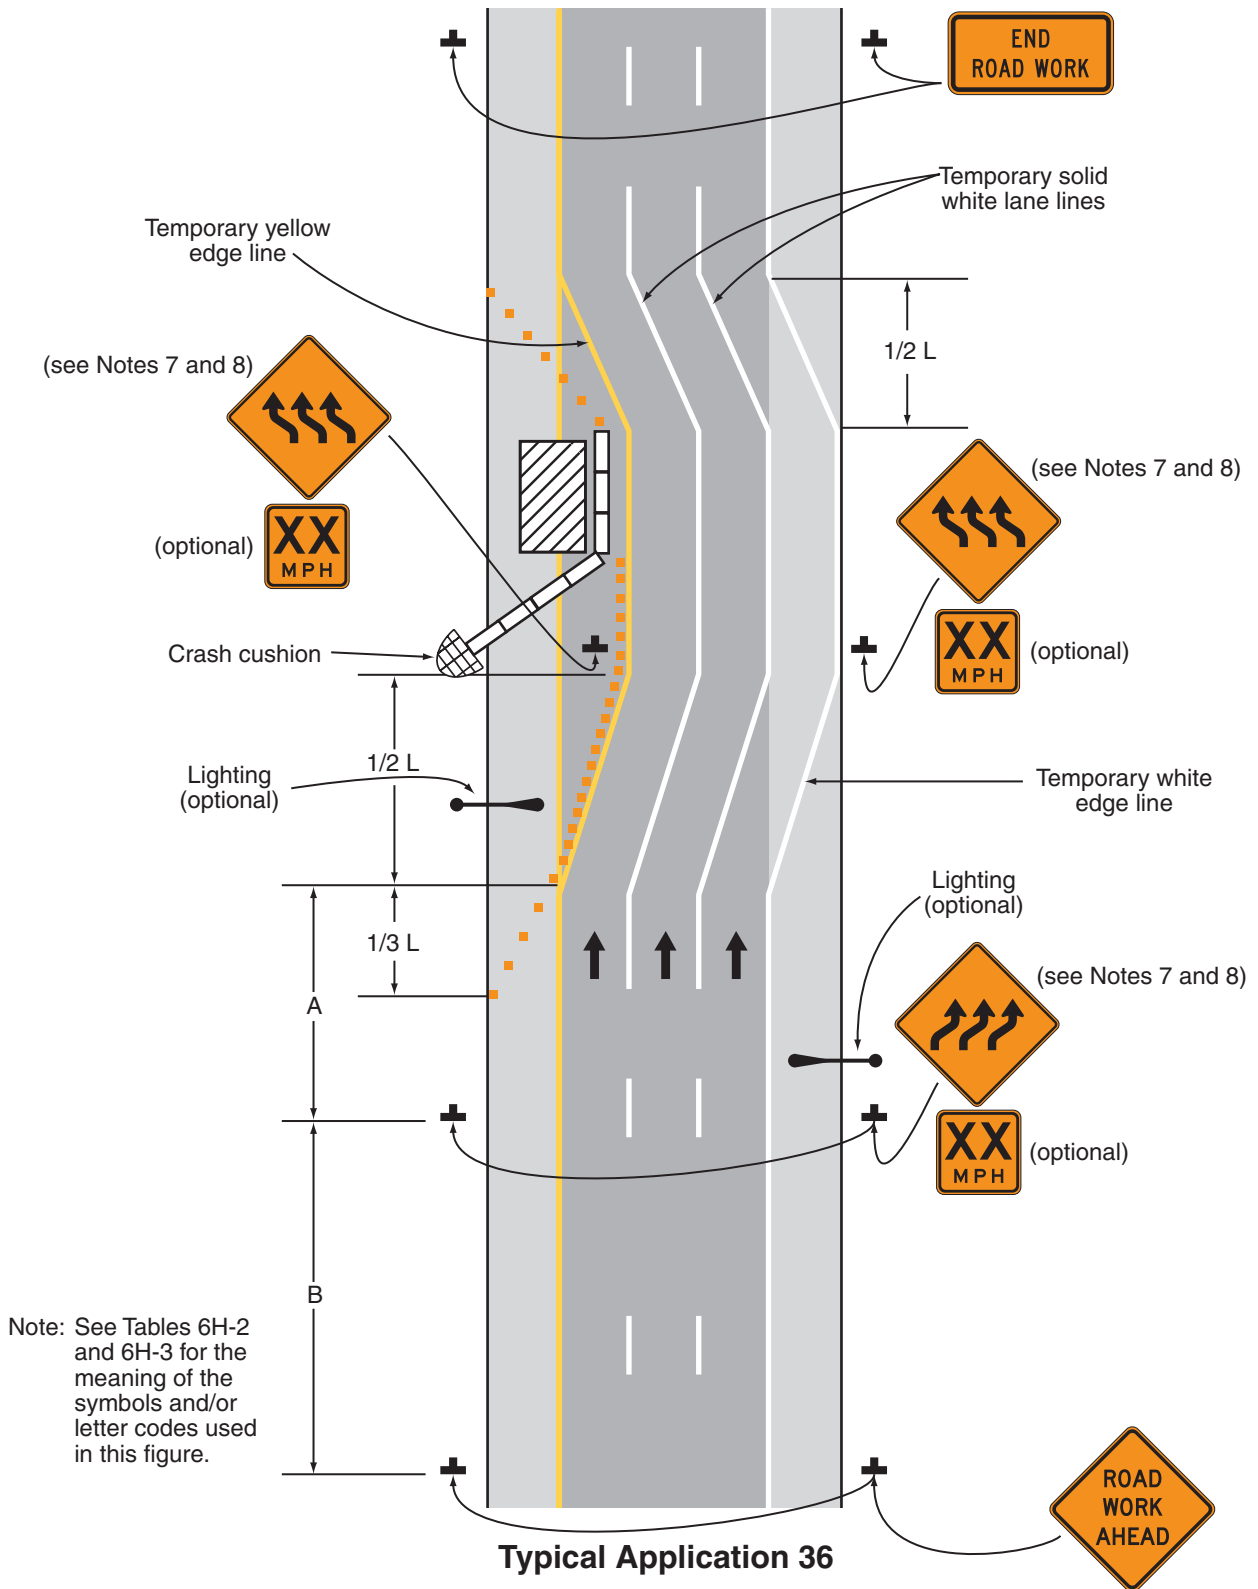 END
ROAD WORK
Temporary solid
white lane lines
Temporary yellow
edge line
(see Notes 7 and 8)
1/2 L
(see Notes 7 and 8)
XX
MPH
(optional)
XX
MPH
(optional)
Crash cushion
1/2 L
Lighting
(optional)
Temporary white
edge line
Lighting
(optional)
1/3 L
(see Notes 7 and 8)
A
XX
MPH
(optional)
B
Note: See Tables 6H-2
and 6H-3 for the
meaning of the
symbols and/or
letter codes used
in this figure.
ROAD
WORK
AHEAD
Typical Application 36